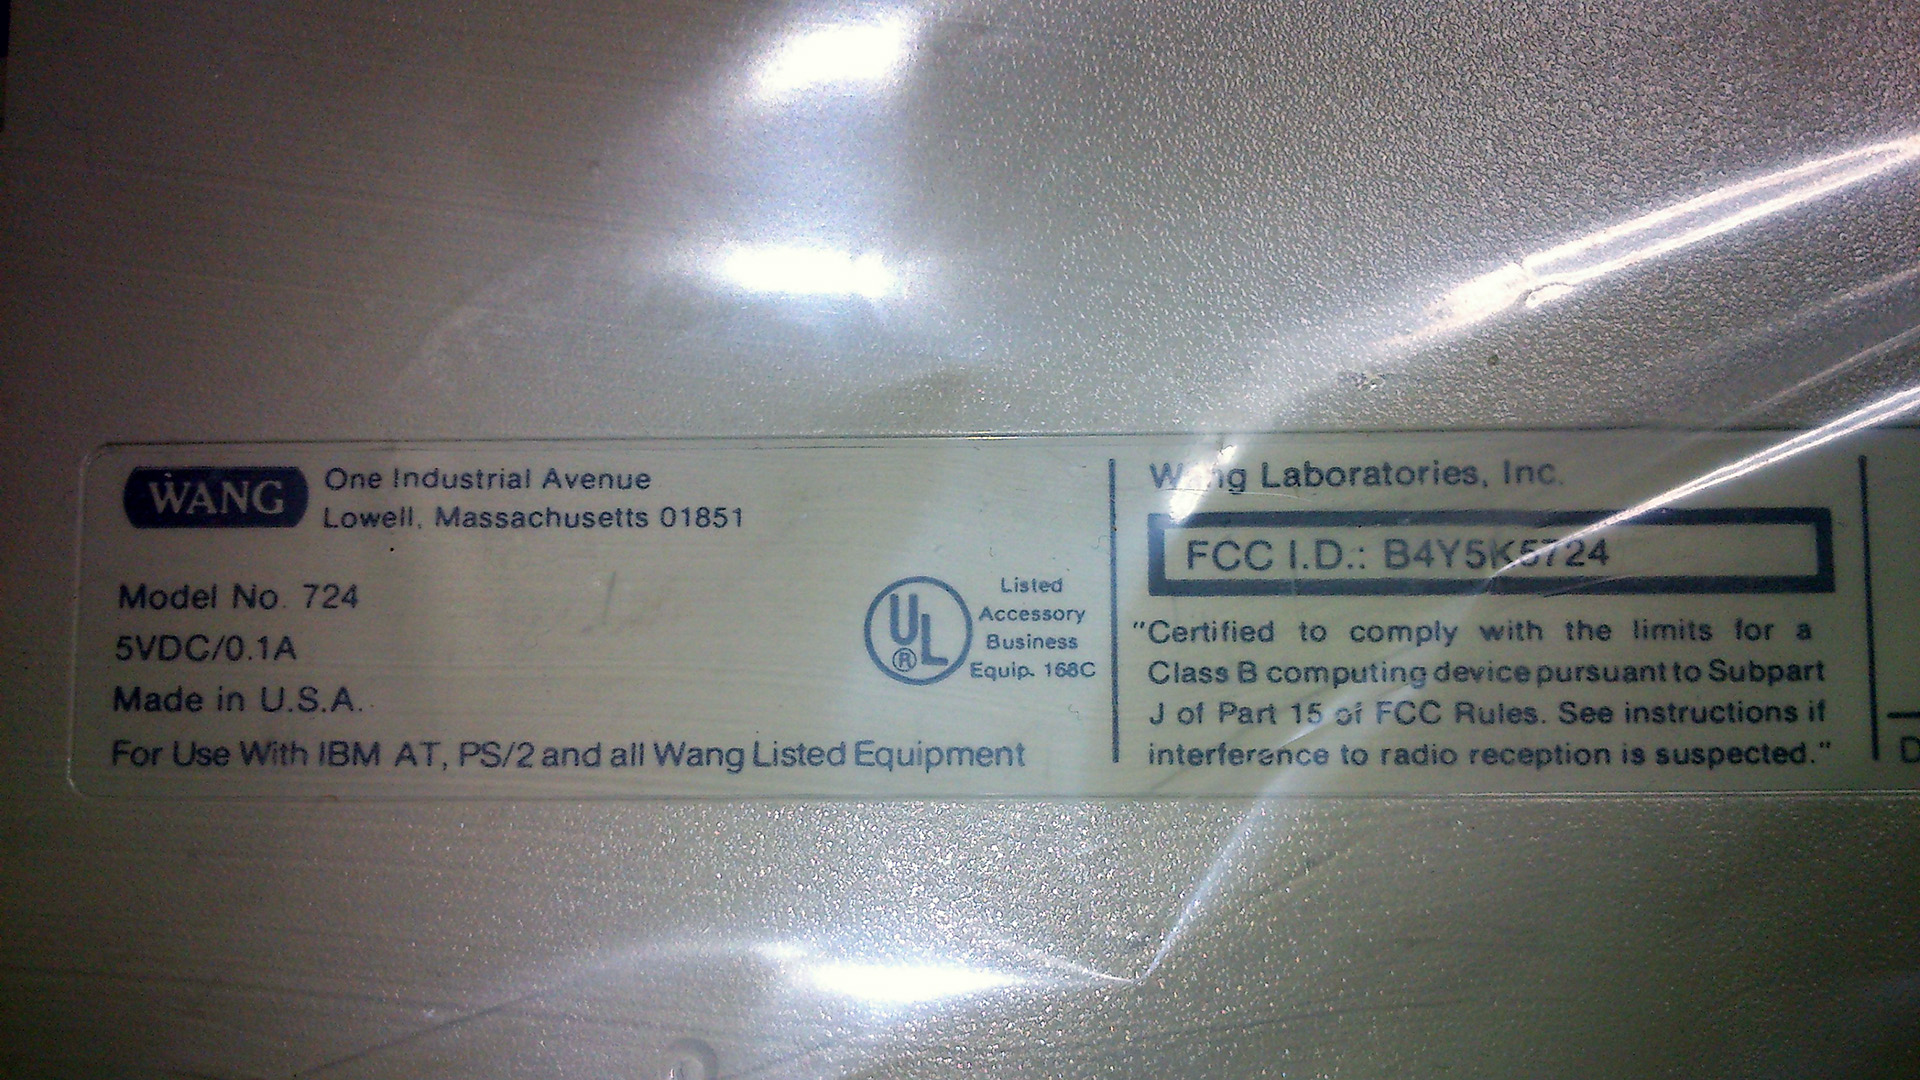 WANG
One Industrial Avenue
Lowell, Massachusetts 01851
Model No. 724
5VDC/0.1A
Made in U.S.A.
For Use With IBM AT, PS/2 and all Wang Listed Equipment
UL
®
Listed
Accessory
Business
Equip. 168C
Wang Laboratories, Inc.
FCC I.D.: B4Y5K5724
"Certified to comply with the limits for a
Class B computing device pursuant to Subpart
J of Part 15 of FCC Rules. See instructions if
interference to radio reception is suspected."